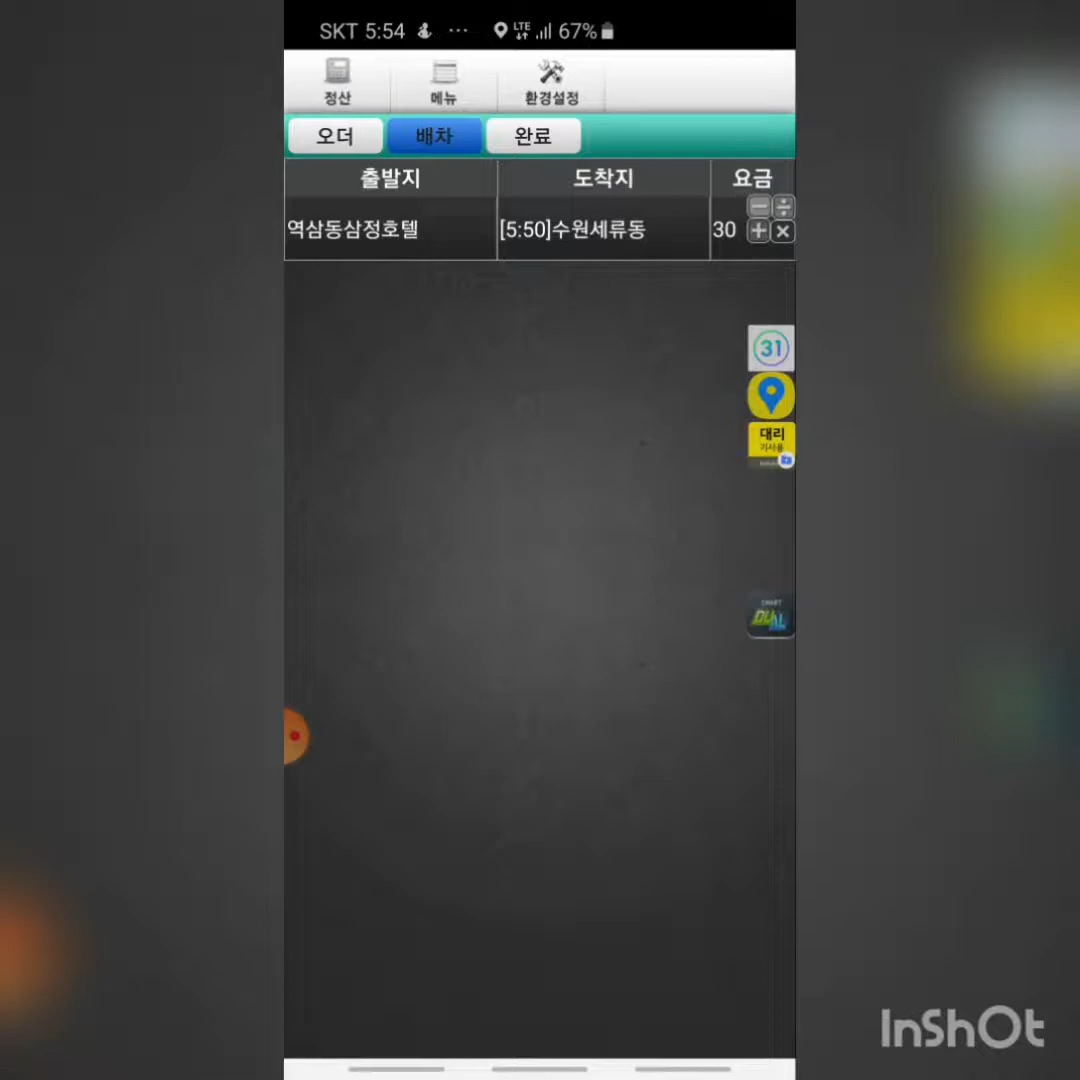 SKT 5:54 ... LTE 67%
정산 메뉴 환경설정
오더 배차 완료
출발지 도착지 요금
역삼동삼정호텔 [5:50]수원세류동 30
31
대리
기사용
SMART
DUAL
InShOt